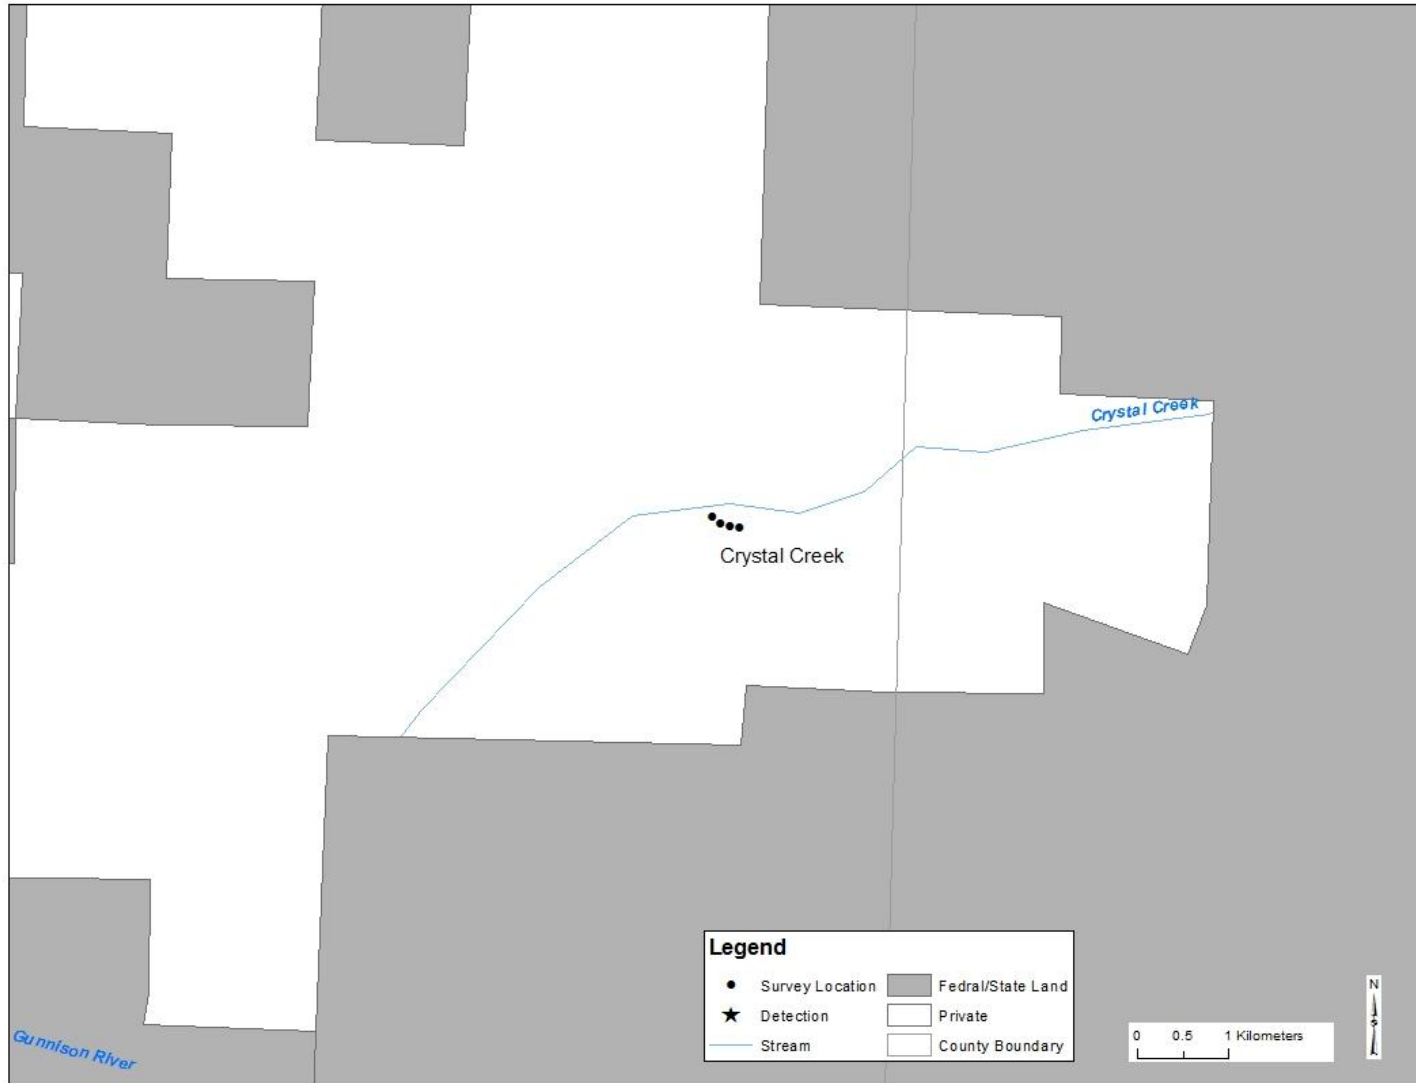 Crystal Creek
Crystal Creek
Legend
Survey Location
Fedral/State Land
Detection
Private
Stream
County Boundary
N
0 0.5 1 Kilometers
Gunnison River